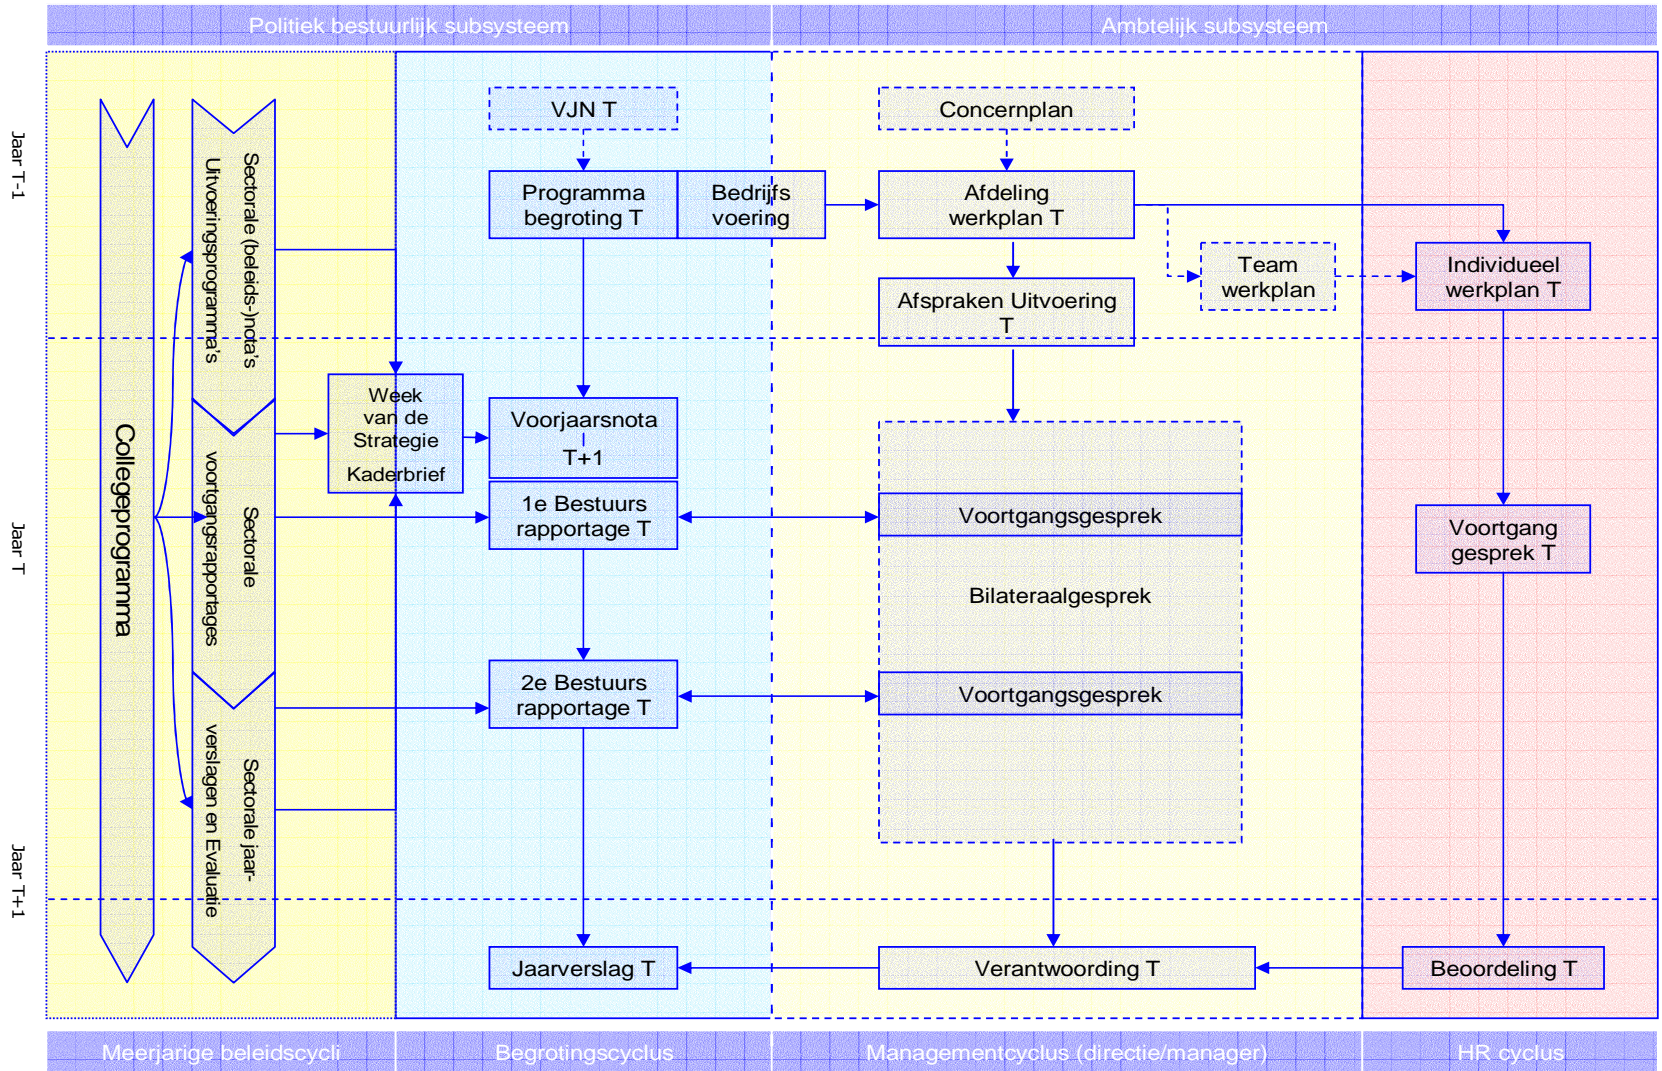 Politiek bestuurlijk subsysteem
Ambtelijk subsysteem
Jaar T-1
Jaar T
Jaar T+1
Collegeprogramma
Sectorale (beleids-)nota's
Uitvoeringsprogramma's
Sectorale
voortgangsrapportages
Sectorale jaar-
verslagen en Evaluatie
Week
van de
Strategie
Kaderbrief
VJN T
Programma
begroting T
Bedrijfs
voering
Voorjaarsnota
T+1
1e Bestuurs
rapportage T
2e Bestuurs
rapportage T
Jaarverslag T
Concernplan
Afdeling
werkplan T
Afspraken Uitvoering
T
Team
werkplan
Voortgangsgesprek
Bilateraalgesprek
Voortgangsgesprek
Verantwoording T
Individueel
werkplan T
Voortgang
gesprek T
Beoordeling T
Meerjarige beleidscycli
Begrotingscyclus
Managementcyclus (directie/manager)
HR cyclus